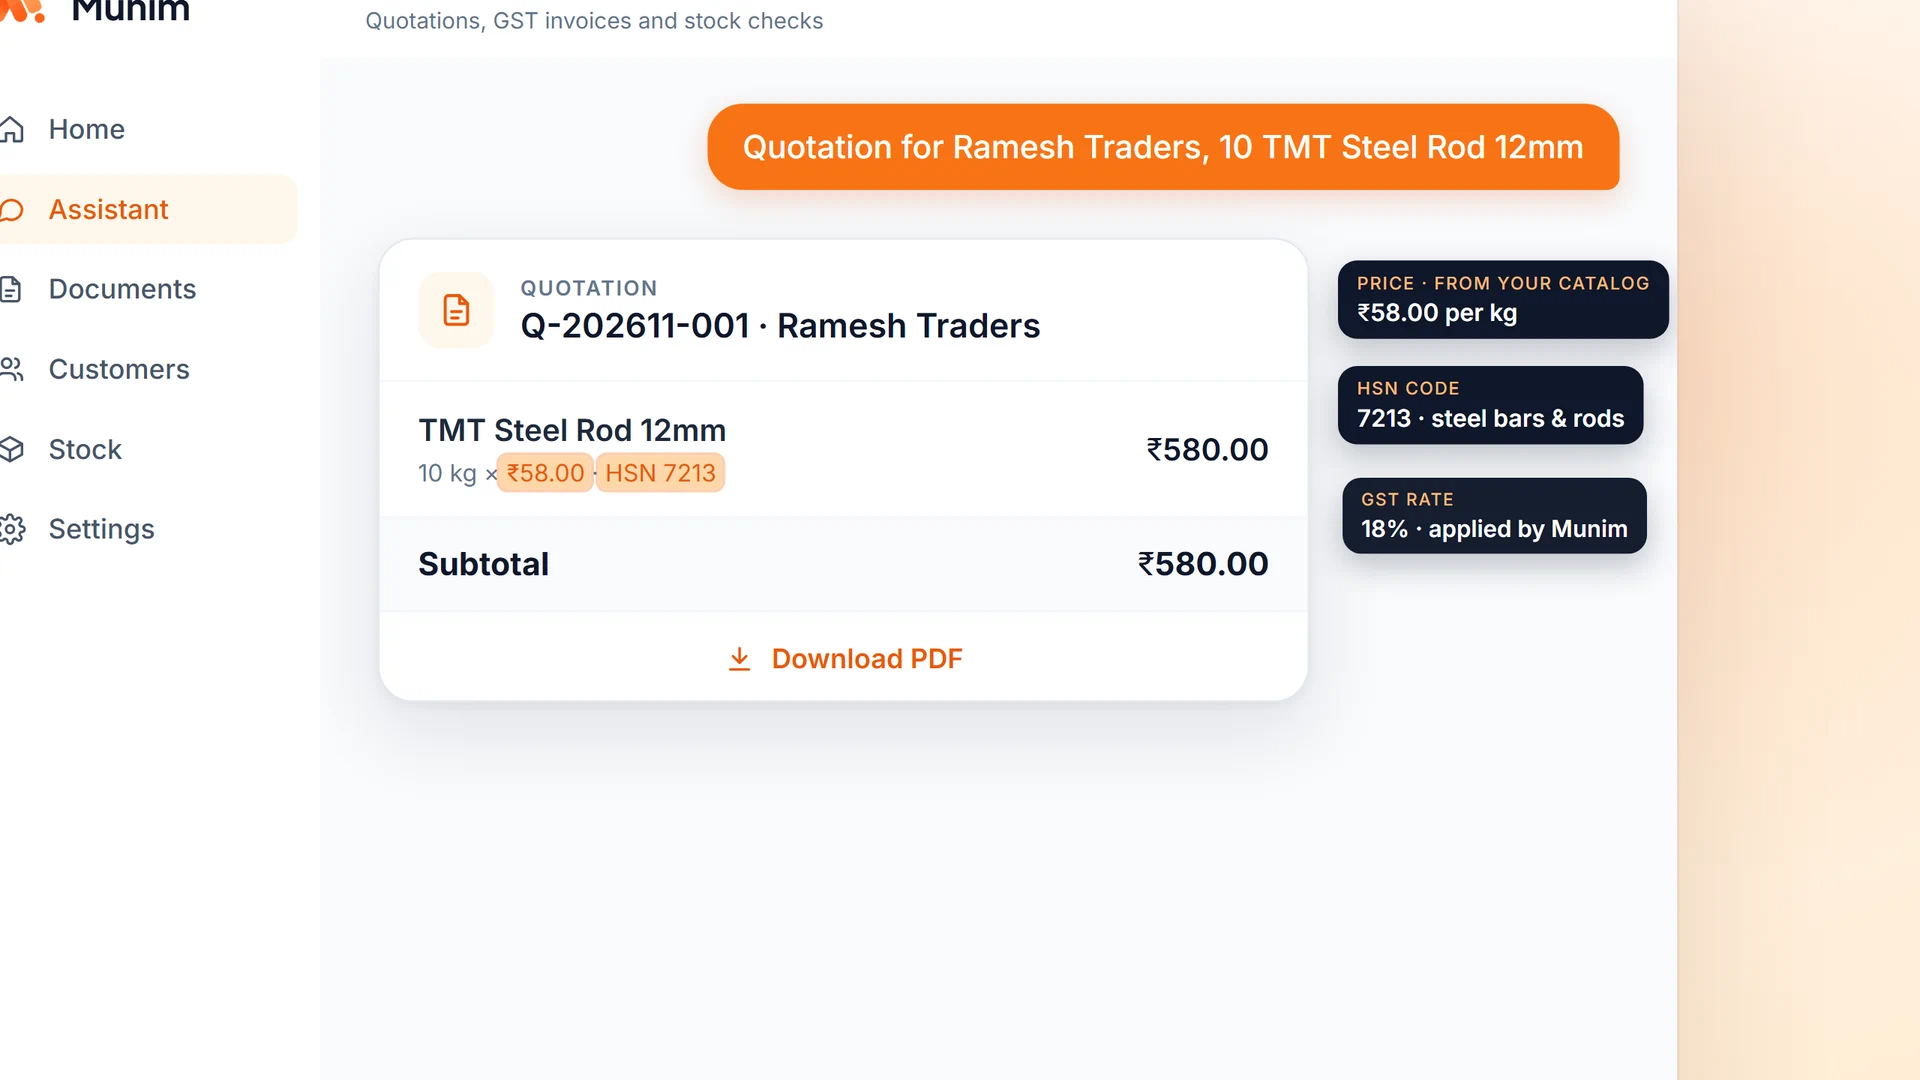 Munim
Quotations, GST invoices and stock checks
Home
Assistant
Documents
Customers
Stock
Settings
Quotation for Ramesh Traders, 10 TMT Steel Rod 12mm
QUOTATION
Q-202611-001 · Ramesh Traders
TMT Steel Rod 12mm
10 kg × ₹58.00 · HSN 7213
₹580.00
Subtotal
₹580.00
Download PDF
PRICE · FROM YOUR CATALOG
₹58.00 per kg
HSN CODE
7213 · steel bars & rods
GST RATE
18% · applied by Munim